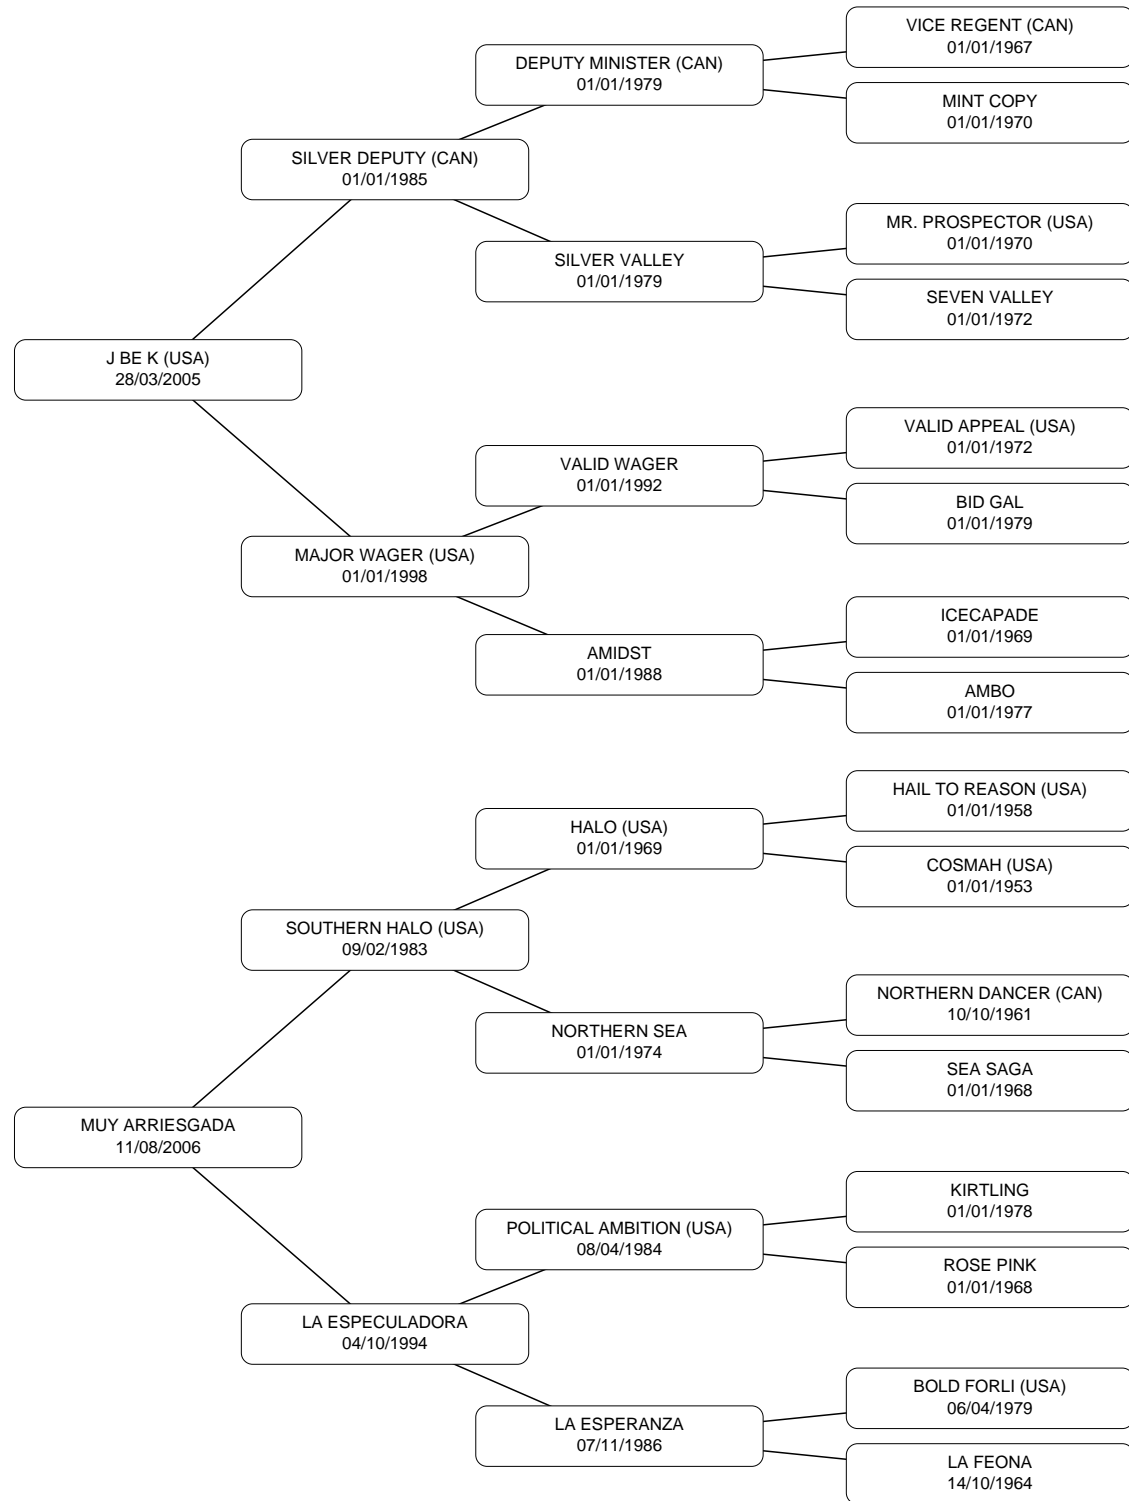 VICE REGENT (CAN)
01/01/1967
DEPUTY MINISTER (CAN)
01/01/1979
MINT COPY
01/01/1970
SILVER DEPUTY (CAN)
01/01/1985
MR. PROSPECTOR (USA)
01/01/1970
SILVER VALLEY
01/01/1979
SEVEN VALLEY
01/01/1972
J BE K (USA)
28/03/2005
VALID APPEAL (USA)
01/01/1972
VALID WAGER
01/01/1992
BID GAL
01/01/1979
MAJOR WAGER (USA)
01/01/1998
ICECAPADE
01/01/1969
AMIDST
01/01/1988
AMBO
01/01/1977
HAIL TO REASON (USA)
01/01/1958
HALO (USA)
01/01/1969
COSMAH (USA)
01/01/1953
SOUTHERN HALO (USA)
09/02/1983
NORTHERN DANCER (CAN)
10/10/1961
NORTHERN SEA
01/01/1974
SEA SAGA
01/01/1968
MUY ARRIESGADA
11/08/2006
KIRTLING
01/01/1978
POLITICAL AMBITION (USA)
08/04/1984
ROSE PINK
01/01/1968
LA ESPECULADORA
04/10/1994
BOLD FORLI (USA)
06/04/1979
LA ESPERANZA
07/11/1986
LA FEONA
14/10/1964